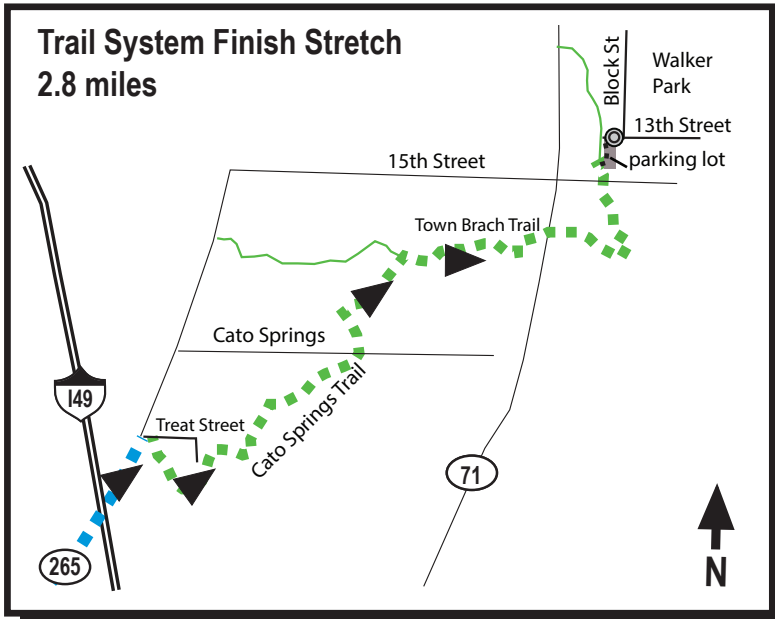 Trail System Finish Stretch
2.8 miles
Block St
Walker
Park
13th Street
parking lot
15th Street
Town Brach Trail
Cato Springs
I49
Treat Street
Cato Springs Trail
71
265
N